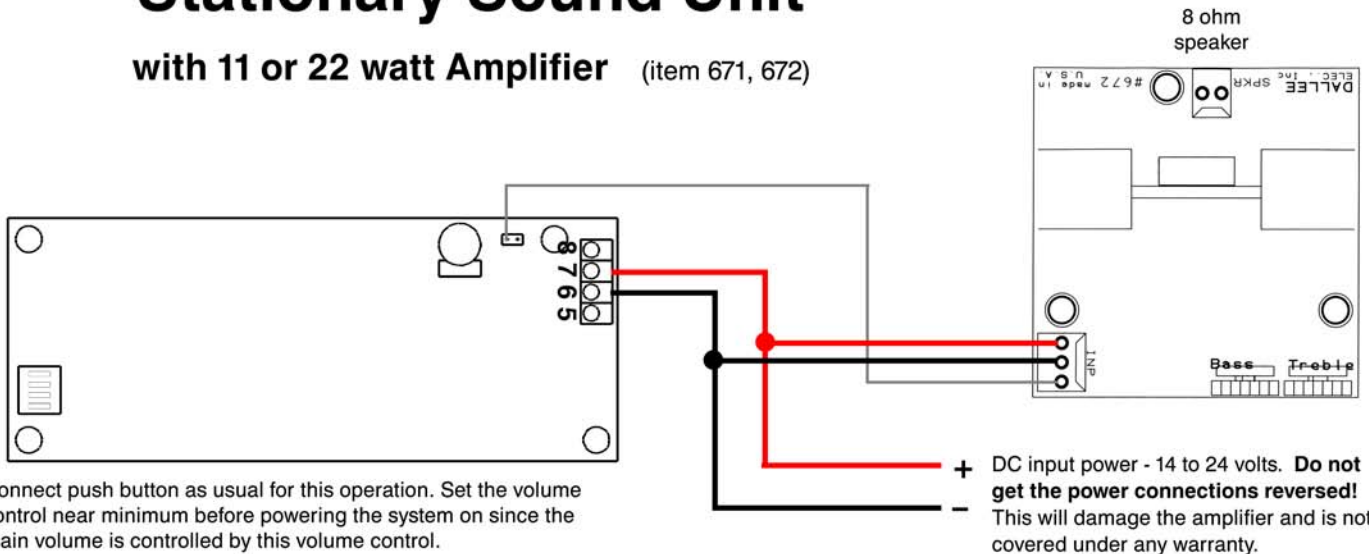 Stationary Sound Unit
with 11 or 22 watt Amplifier (item 671, 672)
8 ohm
speaker
DALLEE
ELEC., Inc
SPKR
#672
made in
U.S.A.
8
7
6
5
INP
Bass Treble
+ DC input power - 14 to 24 volts. Do not
get the power connections reversed!
– This will damage the amplifier and is not
covered under any warranty.
onnect push button as usual for this operation. Set the volume
ontrol near minimum before powering the system on since the
ain volume is controlled by this volume control.